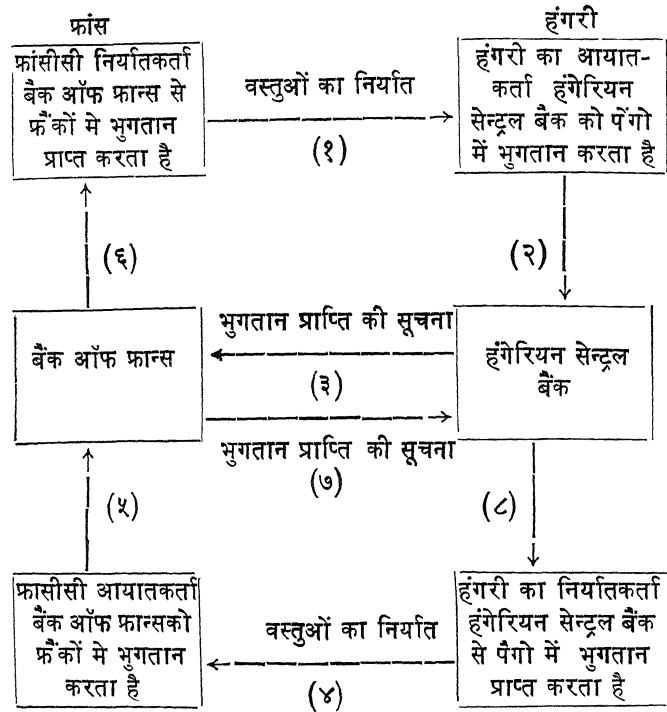 फ्रांस
हंगरी
फ्रांसीसी निर्यातकर्ता
बैंक ऑफ फ्रान्स से
फ्रैंकों मे भुगतान
प्राप्त करता है
वस्तुओं का निर्यात
(१)
हंगरी का आयात-
कर्ता हंगेरियन
सेन्ट्रल बैंक को पेंगो
में भुगतान करता है
(६)
(२)
बैंक ऑफ फ्रान्स
भुगतान प्राप्ति की सूचना
(३)
हंगेरियन सेन्ट्रल
बैंक
भुगतान प्राप्ति की सूचना
(७)
(५)
(८)
फ्रासीसी आयातकर्ता
बैंक ऑफ फ्रान्सको
फ्रैंकों मे भुगतान
करता है
वस्तुओं का निर्यात
(४)
हंगरी का निर्यातकर्ता
हंगेरियन सेन्ट्रल बैंक
से पैगो में भुगतान
प्राप्त करता है